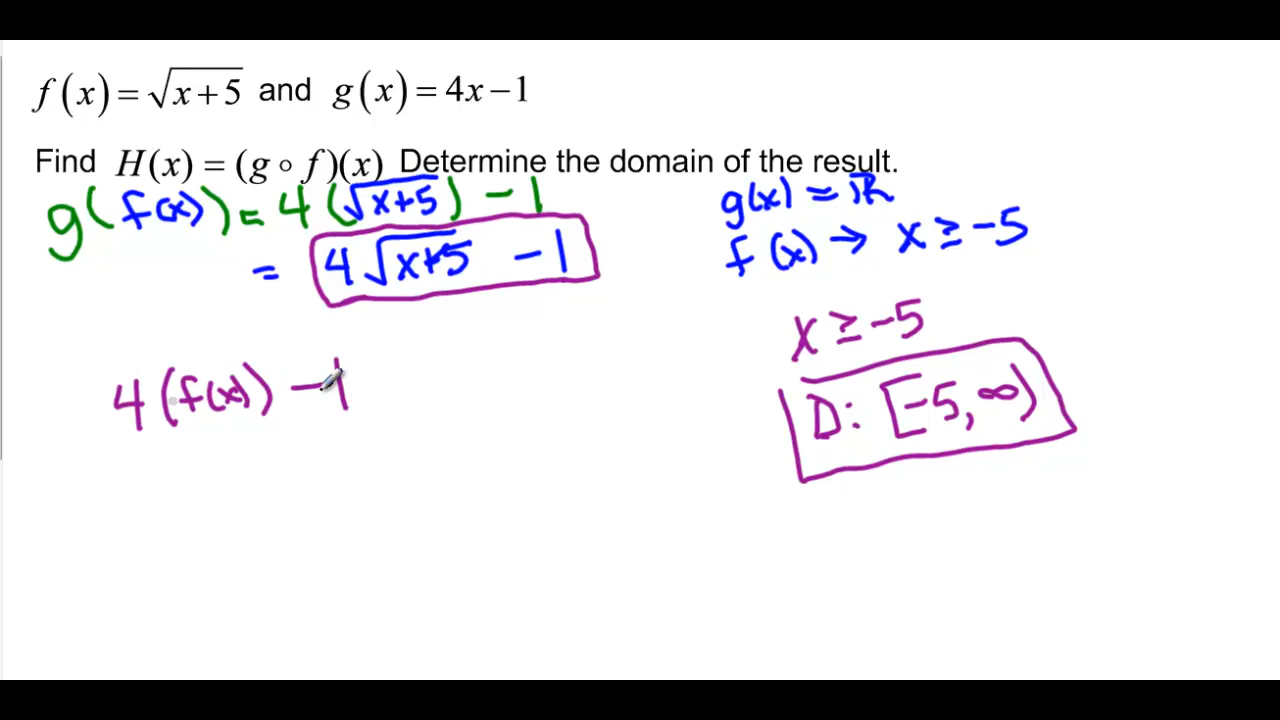 f(x) = √x+5 and g(x) = 4x−1
Find H(x) = (g ∘ f)(x) Determine the domain of the result.
g(f(x)) = 4(√x+5) − 1
= 4√x+5 − 1
g(x) = ℝ
f(x) → x ≥ −5
x ≥ −5
D: [−5, ∞)
4(f(x)) − 1